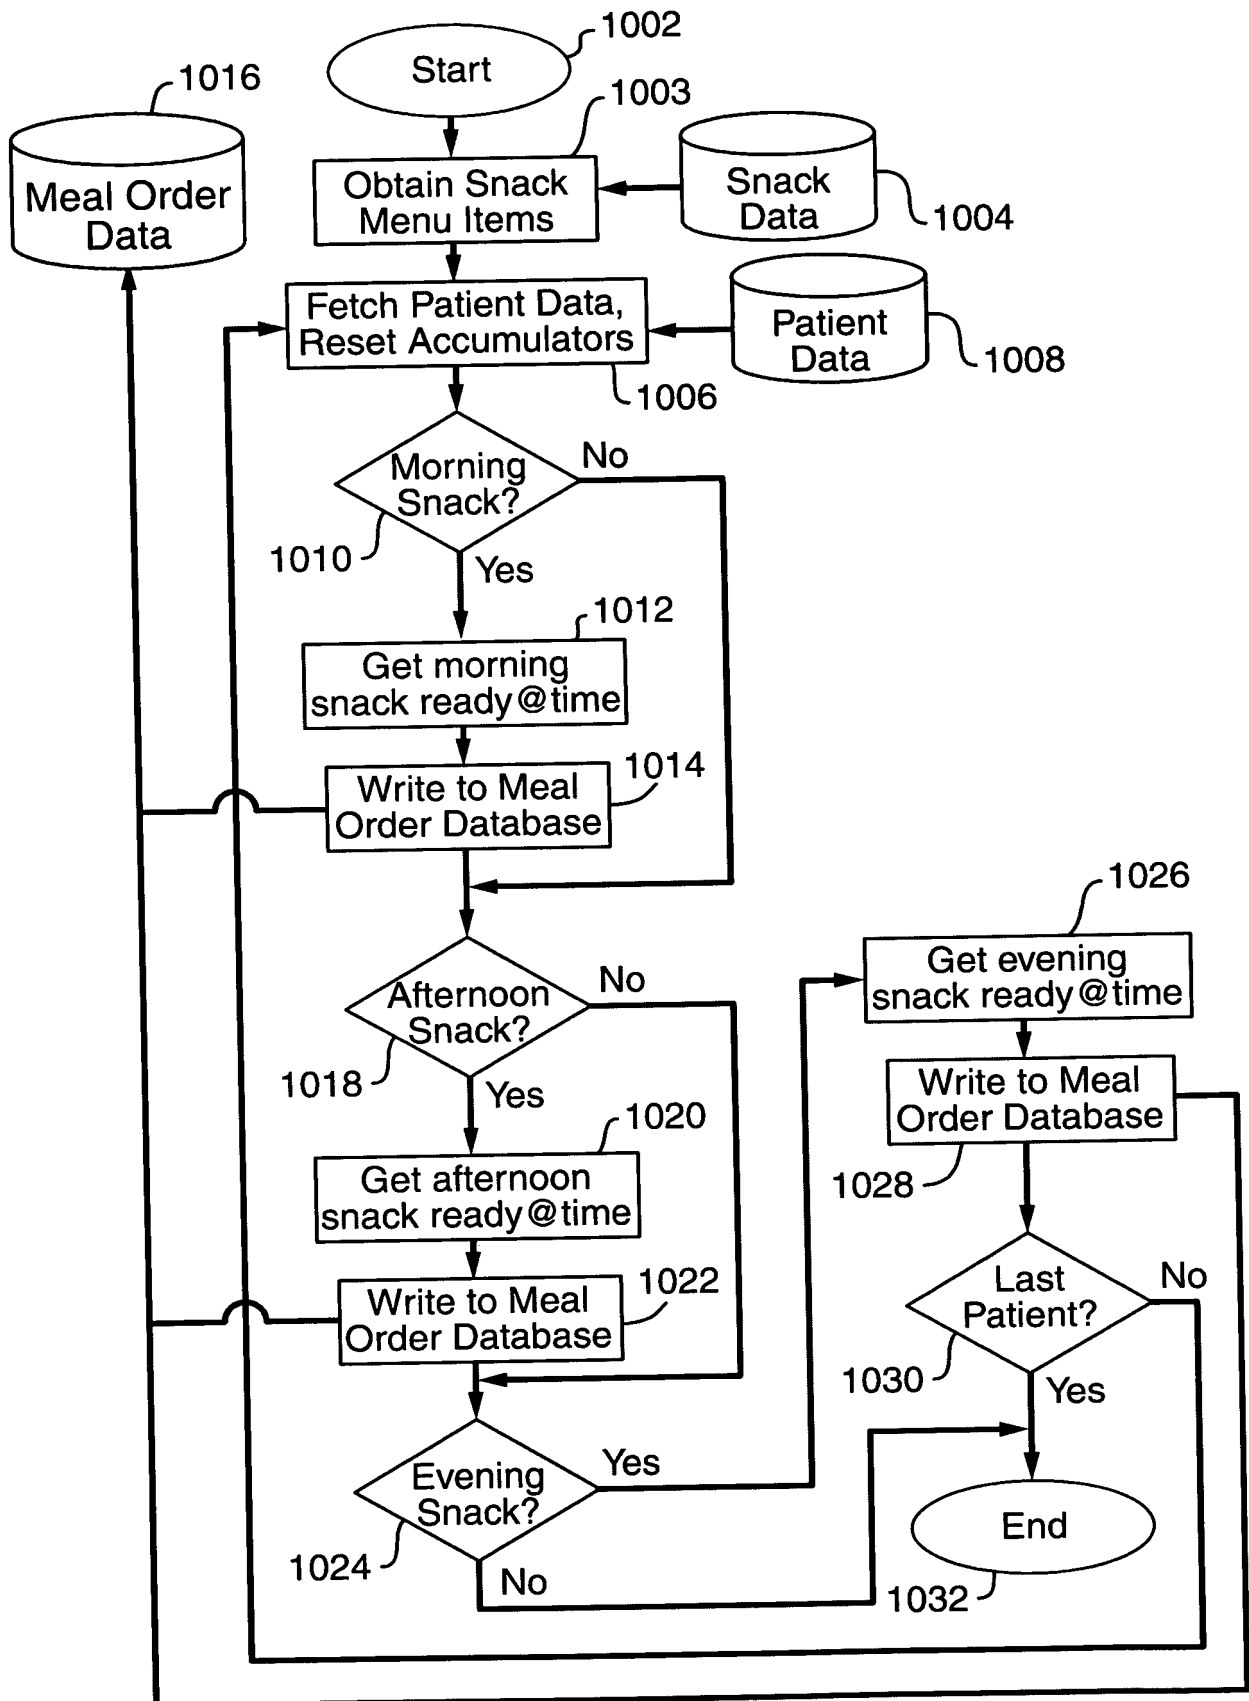 1002
Start
1016
1003
Meal Order
Data
Obtain Snack
Menu Items
Snack
Data
1004
Fetch Patient Data,
Reset Accumulators
Patient
Data
1008
1006
Morning
Snack?
No
1010
Yes
1012
Get morning
snack ready@time
1014
Write to Meal
Order Database
Afternoon
Snack?
No
1018
Yes
1020
Get afternoon
snack ready@time
1022
Write to Meal
Order Database
Evening
Snack?
Yes
1024
No
1026
Get evening
snack ready@time
Write to Meal
Order Database
1028
Last
Patient?
No
1030
Yes
End
1032